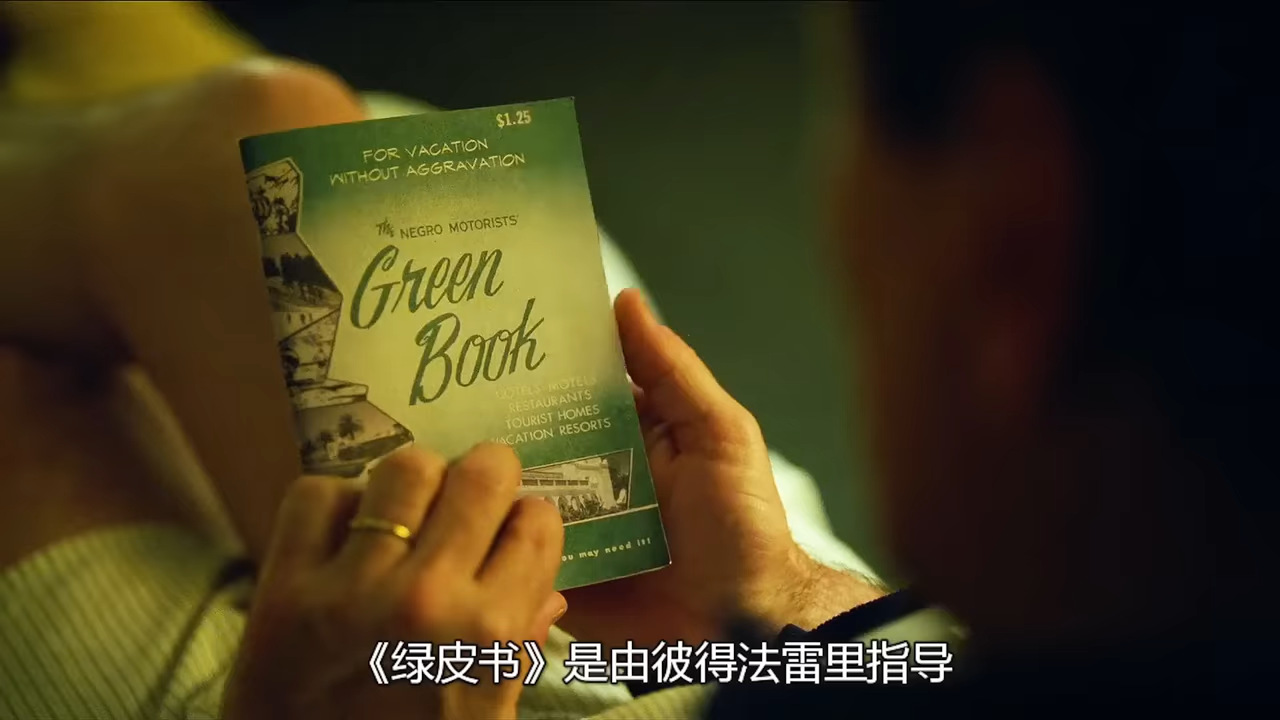 $1.25
FOR VACATION
WITHOUT AGGRAVATION
The NEGRO MOTORISTS'
Green
Book
HOTELS MOTELS
RESTAURANTS
TOURIST HOMES
VACATION RESORTS
you may need it!
《绿皮书》是由彼得法雷里指导